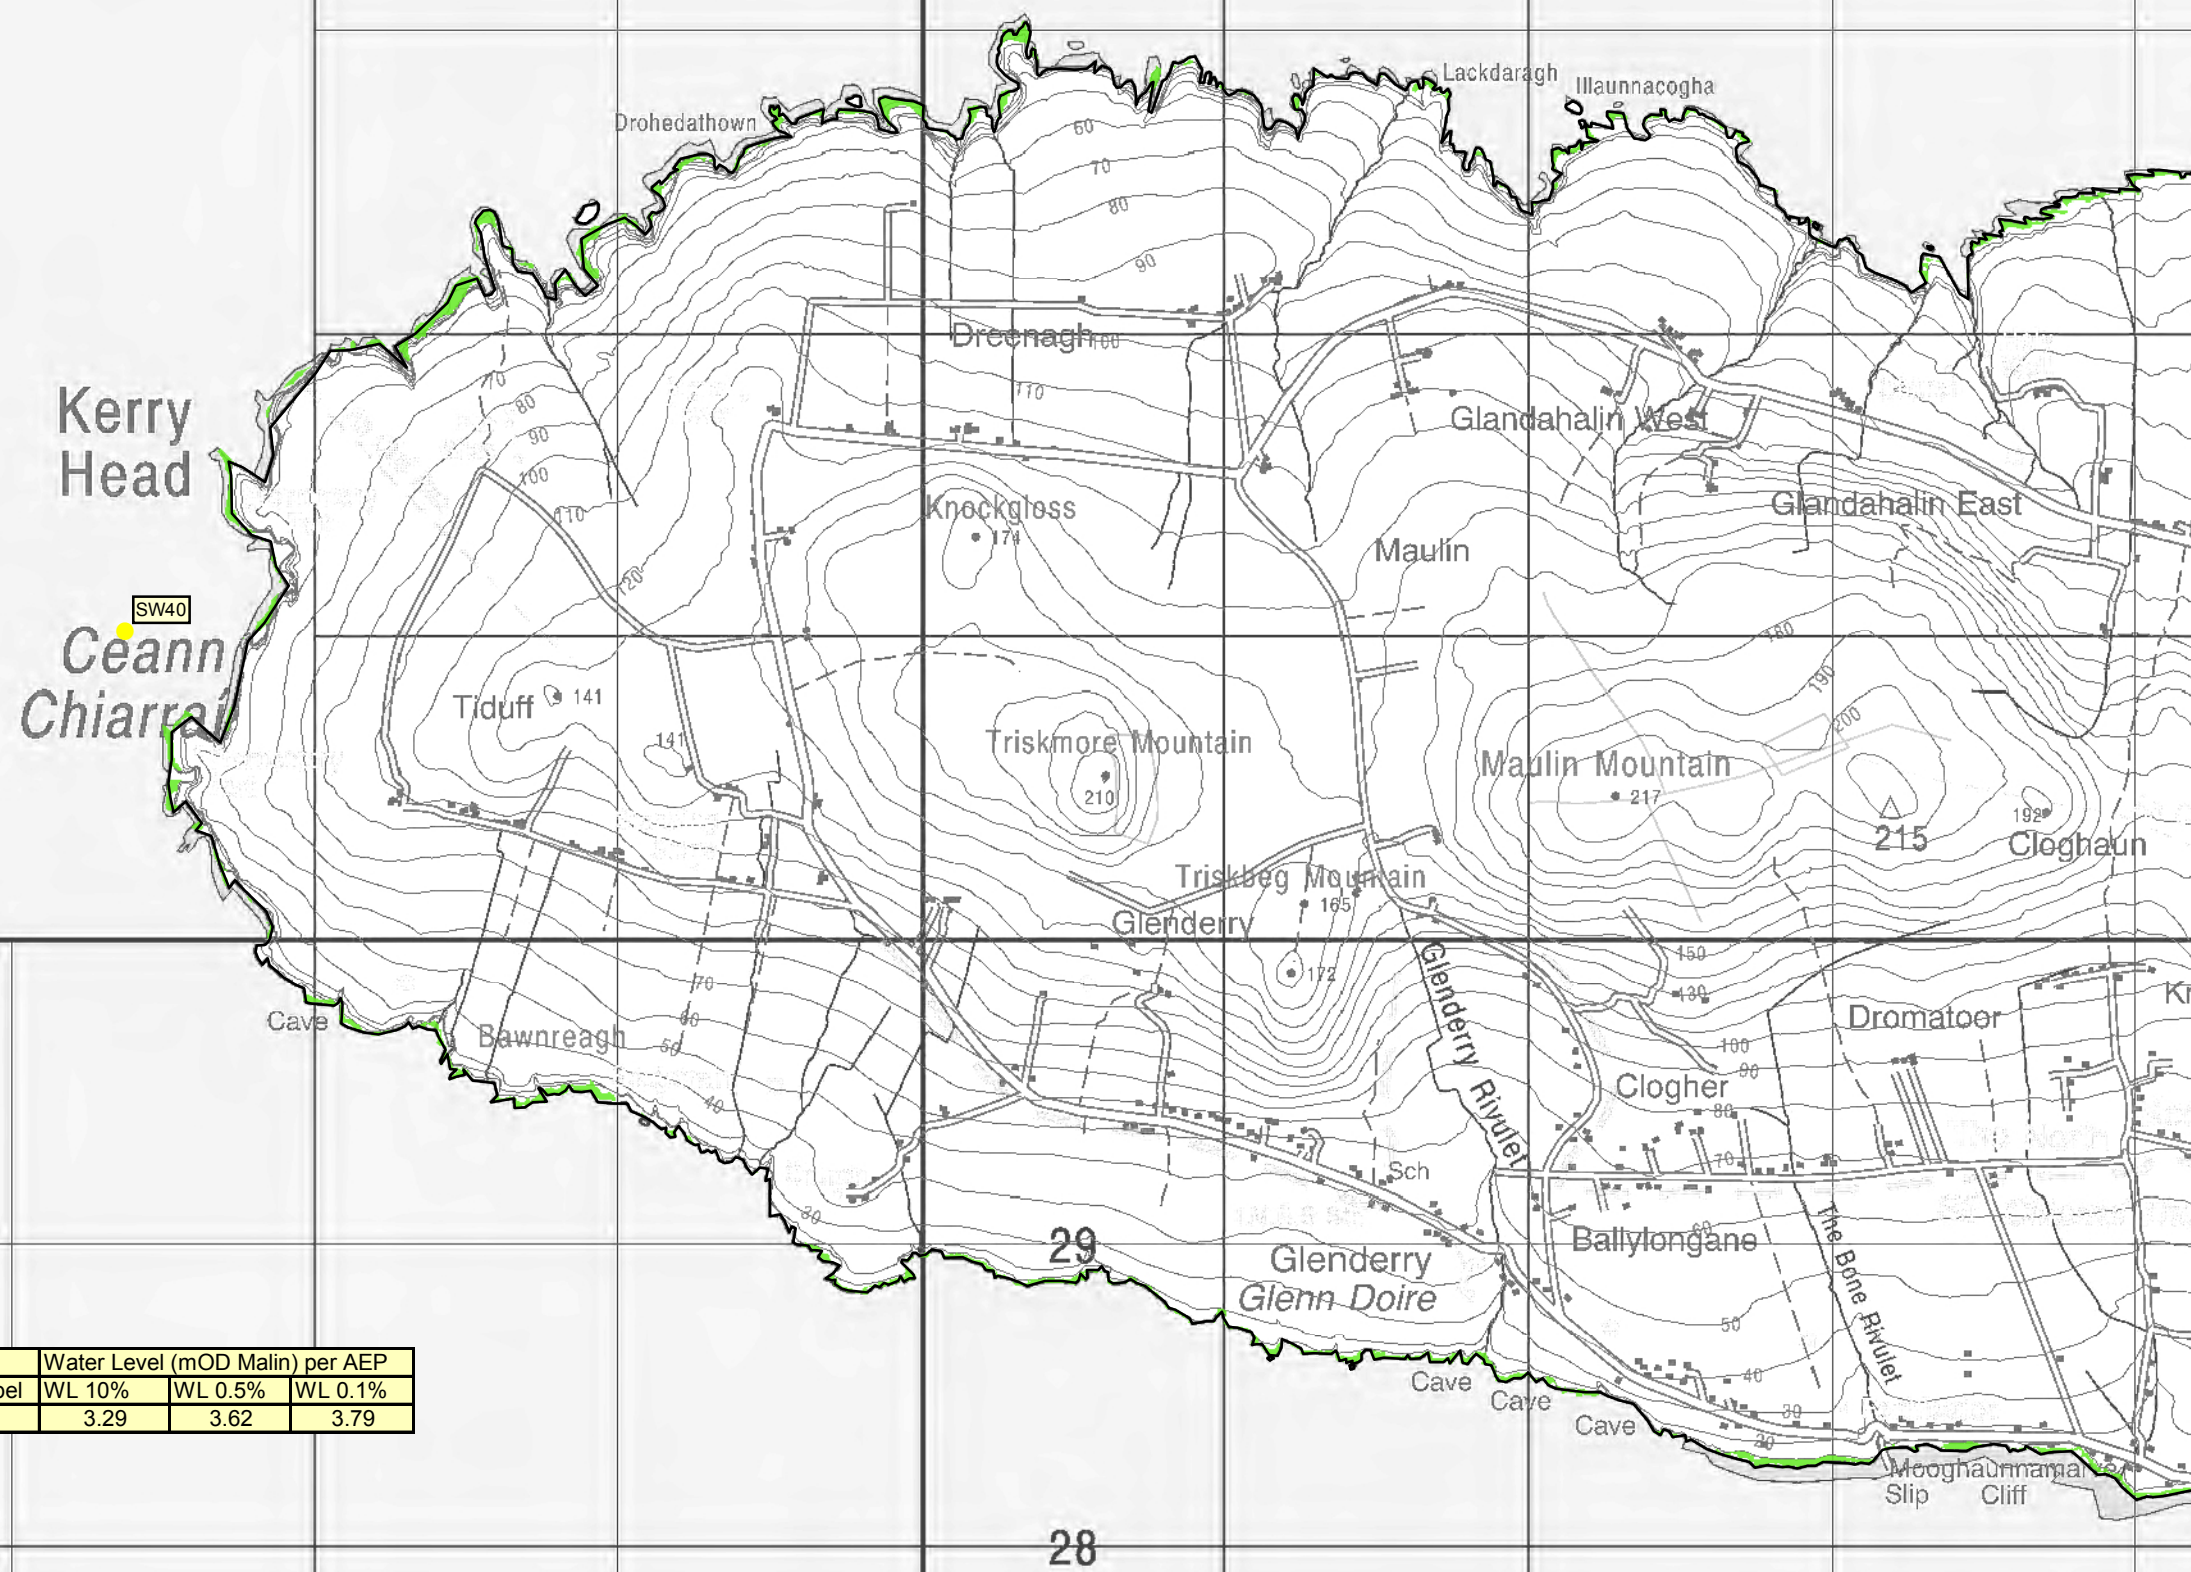 Lackdaragh
Illaunnacogha
Drohedathown
60
70
80
90
Dreenagh
100
110
Kerry
Head
70
80
90
100
110
120
Glandahalin West
Glandahalin East
Knockgloss
174
Maulin
SW40
Ceann
Chiarraí
180
190
200
Tiduff
141
141
Triskmore Mountain
210
Maulin Mountain
217
215
192
Cloghaun
Triskbeg Mountain
165
Glenderry
172
Glenderry Rivulet
150
130
Dromatoor
100
90
Clogher
80
70
Cave
Bawnreagh
70
60
50
40
30
Sch
29
Glenderry
Glenn Doire
Ballylongane
60
The Bone Rivulet
50
40
30
20
Water Level (mOD Malin) per AEP
WL 10% WL 0.5% WL 0.1%
3.29 3.62 3.79
Cave
Cave
Cave
Slip
Cliff
28